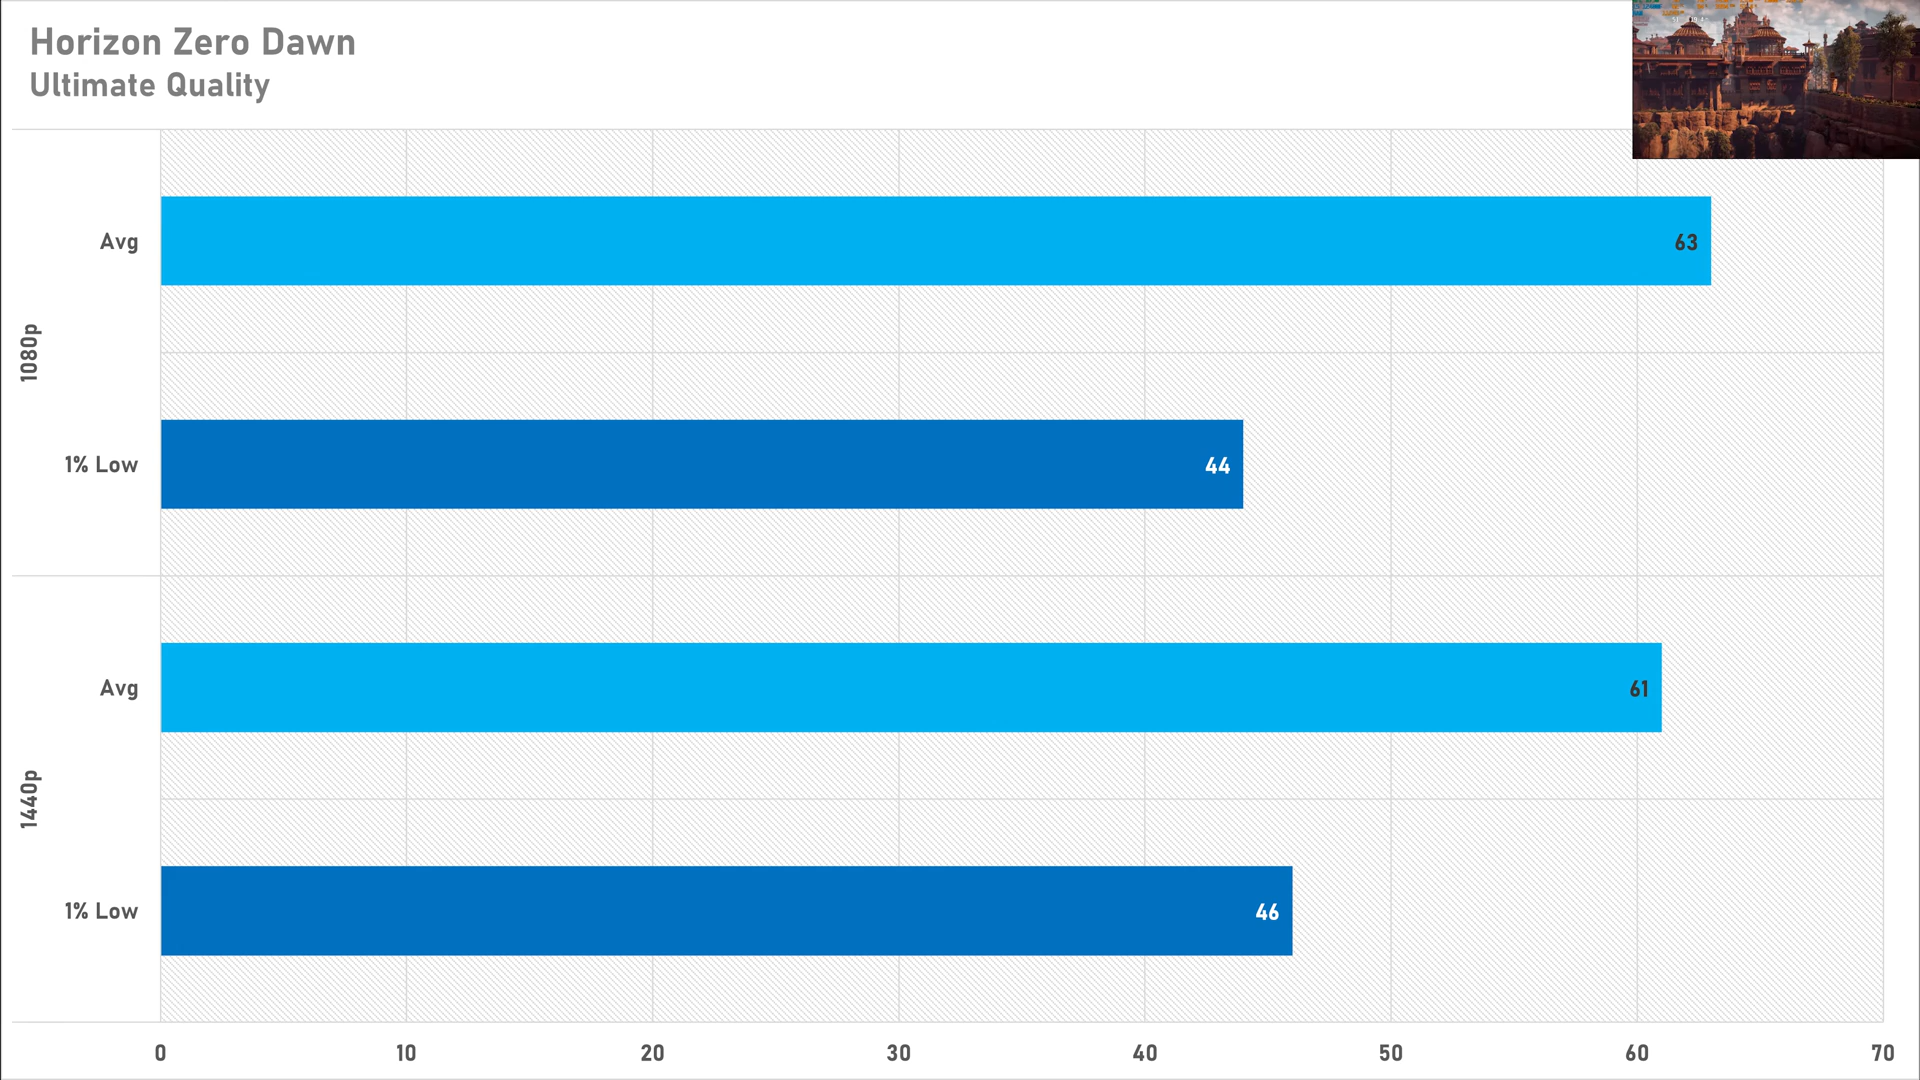 Horizon Zero Dawn
Ultimate Quality
1080p
Avg
63
1% Low
44
1440p
Avg
61
1% Low
46
0 10 20 30 40 50 60 70